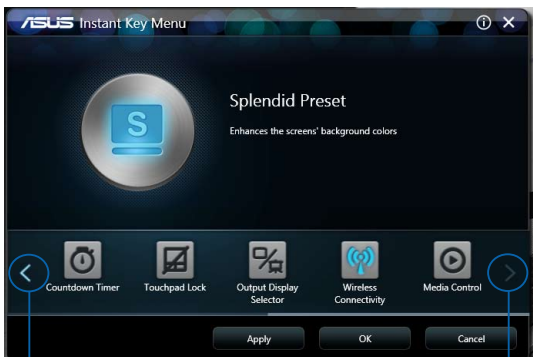 ASUS Instant Key Menu
Splendid Preset
Enhances the screens' background colors
S
Countdown Timer
Touchpad Lock
Output Display
Selector
Wireless
Connectivity
Media Control
Apply
OK
Cancel